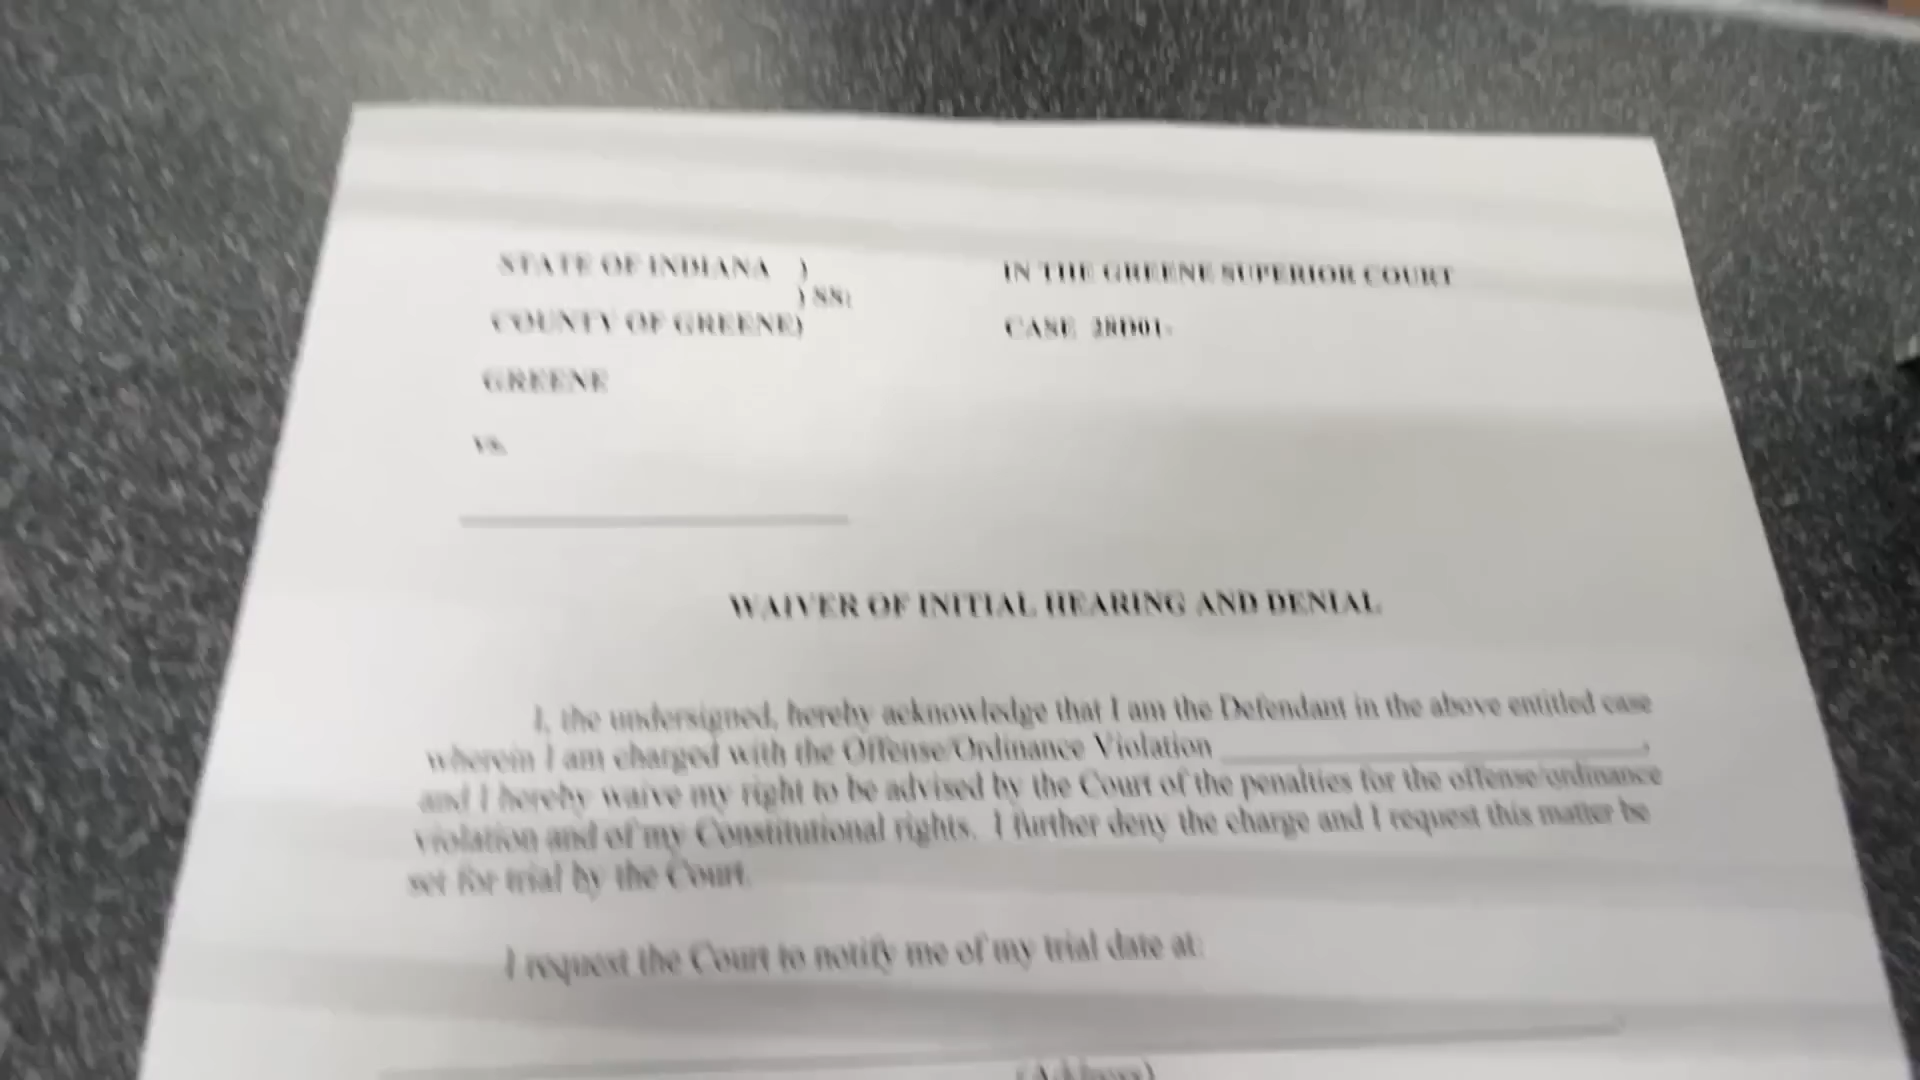 STATE OF INDIANA )
) SS:
COUNTY OF GREENE)
IN THE GREENE SUPERIOR COURT
CASE 28D01-
GREENE
vs.
WAIVER OF INITIAL HEARING AND DENIAL
I, the undersigned, hereby acknowledge that I am the Defendant in the above entitled case
wherein I am charged with the Offense/Ordinance Violation ____________________,
and I hereby waive my right to be advised by the Court of the penalties for the offense/ordinance
violation and of my Constitutional rights. I further deny the charge and I request this matter be
set for trial by the Court.
I request the Court to notify me of my trial date at:
(Address)